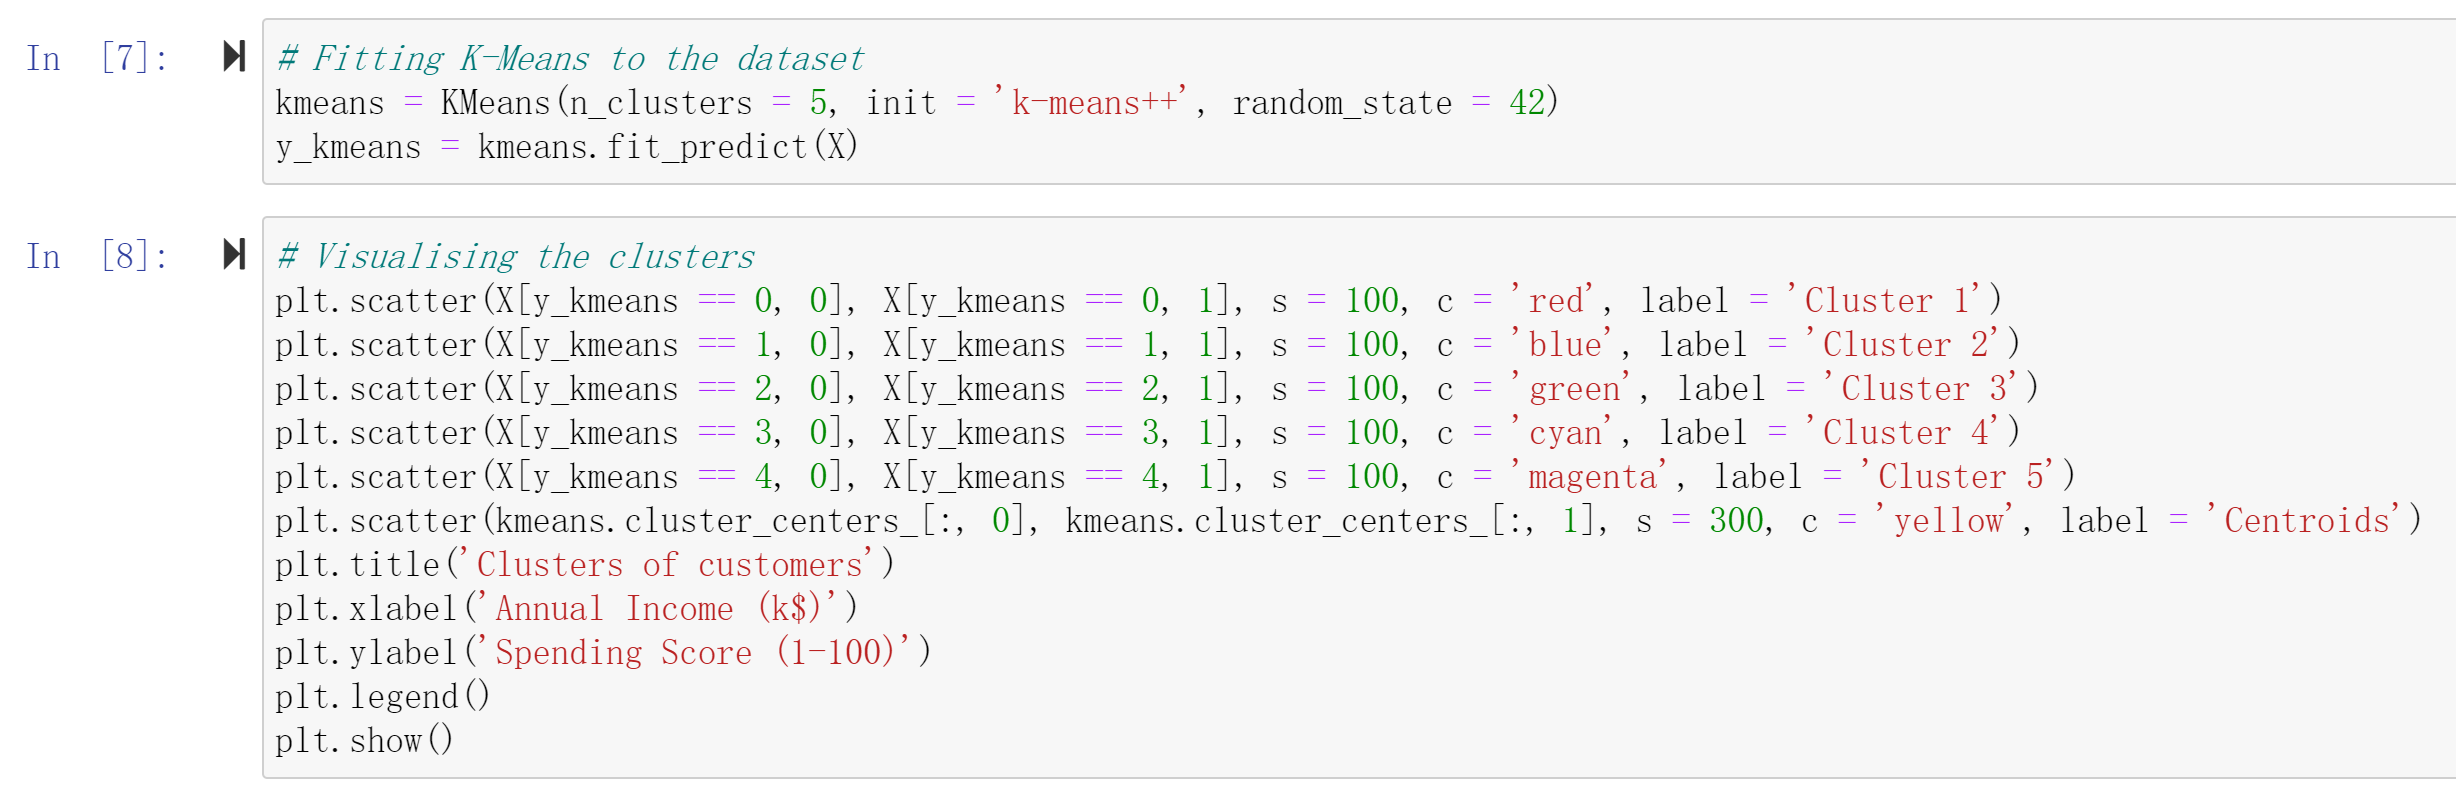 In [7]:
# Fitting K-Means to the dataset
kmeans = KMeans(n_clusters = 5, init = 'k-means++', random_state = 42)
y_kmeans = kmeans.fit_predict(X)
In [8]:
# Visualising the clusters
plt.scatter(X[y_kmeans == 0, 0], X[y_kmeans == 0, 1], s = 100, c = 'red', label = 'Cluster 1')
plt.scatter(X[y_kmeans == 1, 0], X[y_kmeans == 1, 1], s = 100, c = 'blue', label = 'Cluster 2')
plt.scatter(X[y_kmeans == 2, 0], X[y_kmeans == 2, 1], s = 100, c = 'green', label = 'Cluster 3')
plt.scatter(X[y_kmeans == 3, 0], X[y_kmeans == 3, 1], s = 100, c = 'cyan', label = 'Cluster 4')
plt.scatter(X[y_kmeans == 4, 0], X[y_kmeans == 4, 1], s = 100, c = 'magenta', label = 'Cluster 5')
plt.scatter(kmeans.cluster_centers_[:, 0], kmeans.cluster_centers_[:, 1], s = 300, c = 'yellow', label = 'Centroids')
plt.title('Clusters of customers')
plt.xlabel('Annual Income (k$)')
plt.ylabel('Spending Score (1-100)')
plt.legend()
plt.show()